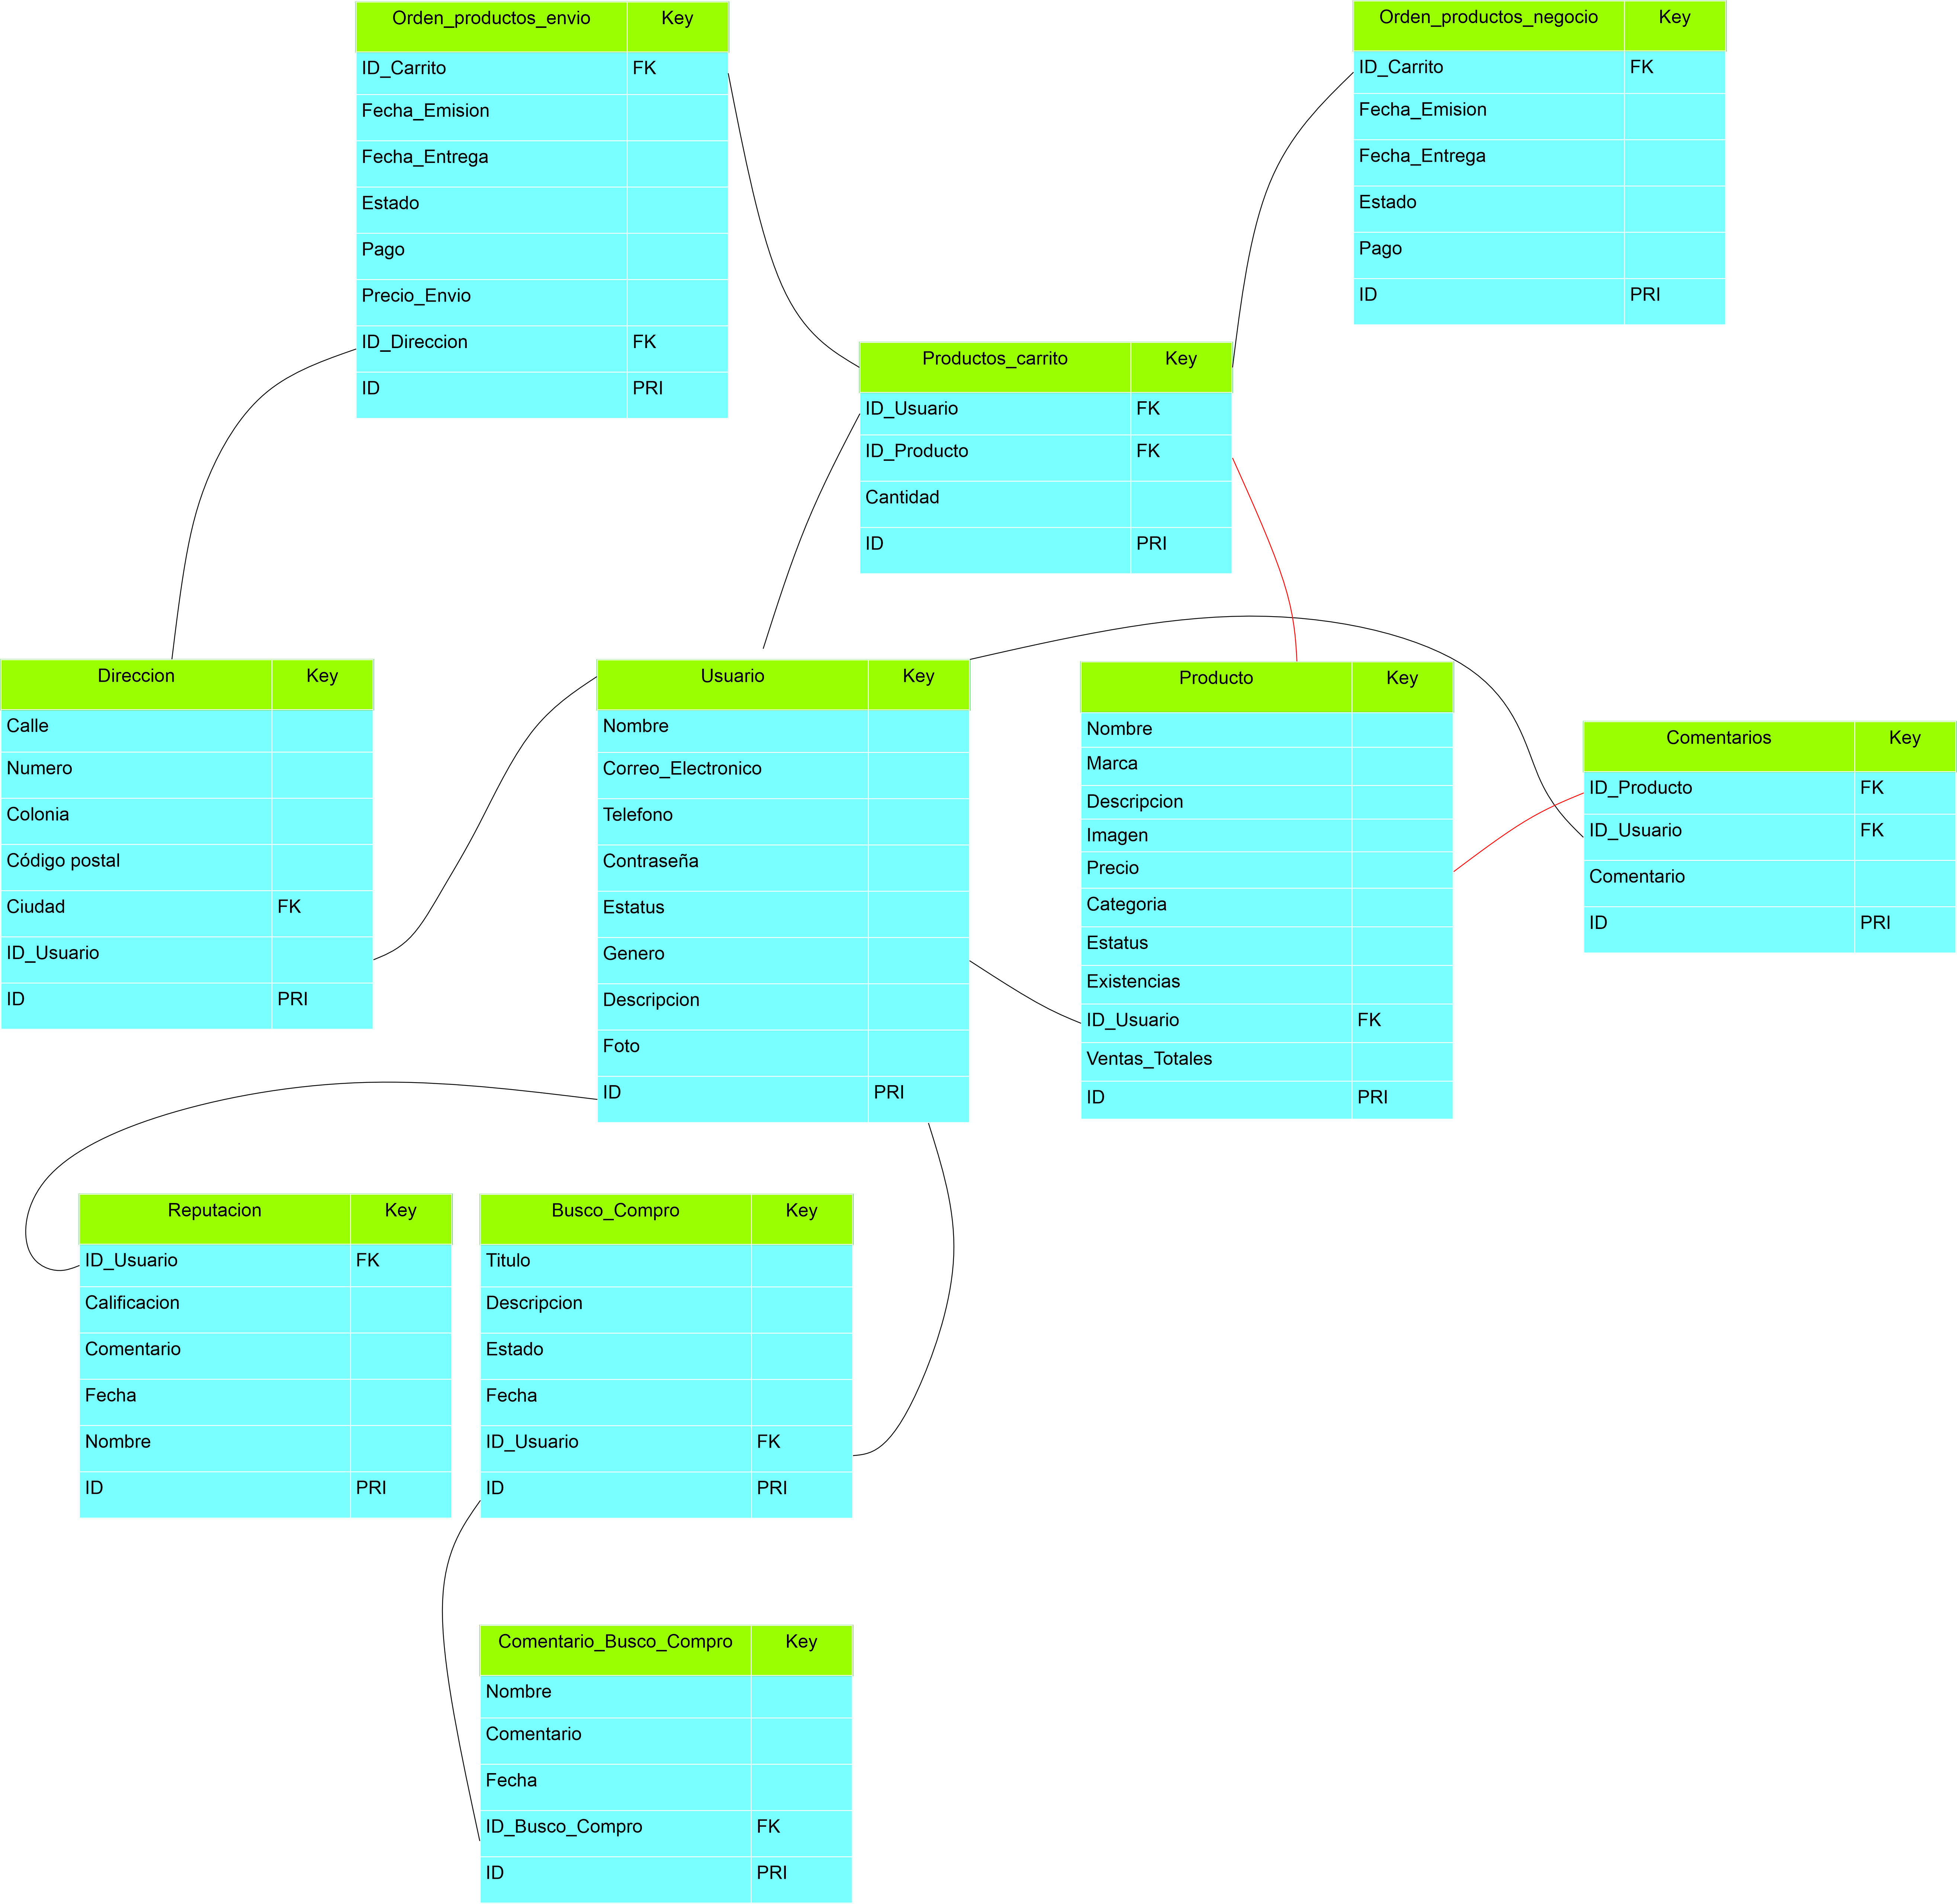 Orden_productos_envio Key
ID_Carrito FK
Fecha_Emision
Fecha_Entrega
Estado
Pago
Precio_Envio
ID_Direccion FK
ID PRI
Orden_productos_negocio Key
ID_Carrito FK
Fecha_Emision
Fecha_Entrega
Estado
Pago
ID PRI
Productos_carrito Key
ID_Usuario FK
ID_Producto FK
Cantidad
ID PRI
Direccion Key
Calle
Numero
Colonia
Código postal
Ciudad FK
ID_Usuario
ID PRI
Usuario Key
Nombre
Correo_Electronico
Telefono
Contraseña
Estatus
Genero
Descripcion
Foto
ID PRI
Producto Key
Nombre
Marca
Descripcion
Imagen
Precio
Categoria
Estatus
Existencias
ID_Usuario FK
Ventas_Totales
ID PRI
Comentarios Key
ID_Producto FK
ID_Usuario FK
Comentario
ID PRI
Reputacion Key
ID_Usuario FK
Calificacion
Comentario
Fecha
Nombre
ID PRI
Busco_Compro Key
Titulo
Descripcion
Estado
Fecha
ID_Usuario FK
ID PRI
Comentario_Busco_Compro Key
Nombre
Comentario
Fecha
ID_Busco_Compro FK
ID PRI